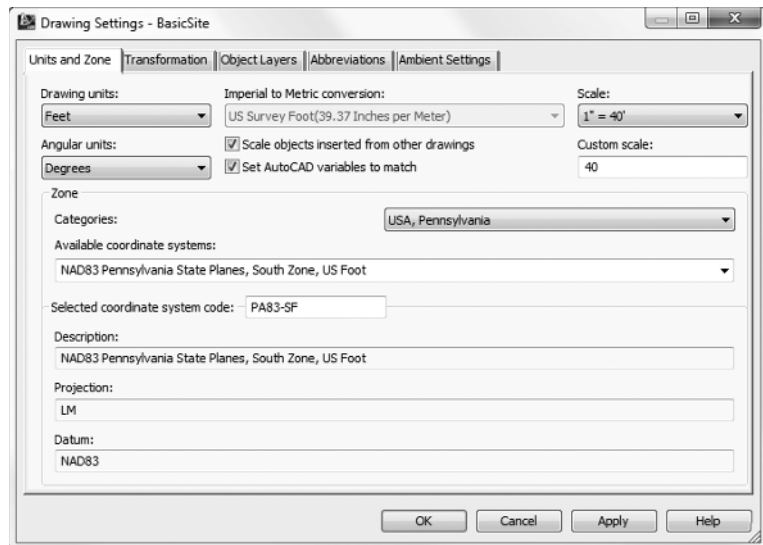 Drawing Settings - BasicSite
Units and Zone Transformation Object Layers Abbreviations Ambient Settings
Drawing units: Imperial to Metric conversion: Scale:
Feet US Survey Foot(39.37 Inches per Meter) 1" = 40'
Angular units: Scale objects inserted from other drawings Custom scale:
Degrees Set AutoCAD variables to match 40
Zone
Categories: USA, Pennsylvania
Available coordinate systems:
NAD83 Pennsylvania State Planes, South Zone, US Foot
Selected coordinate system code: PA83-SF
Description:
NAD83 Pennsylvania State Planes, South Zone, US Foot
Projection:
LM
Datum:
NAD83
OK Cancel Apply Help